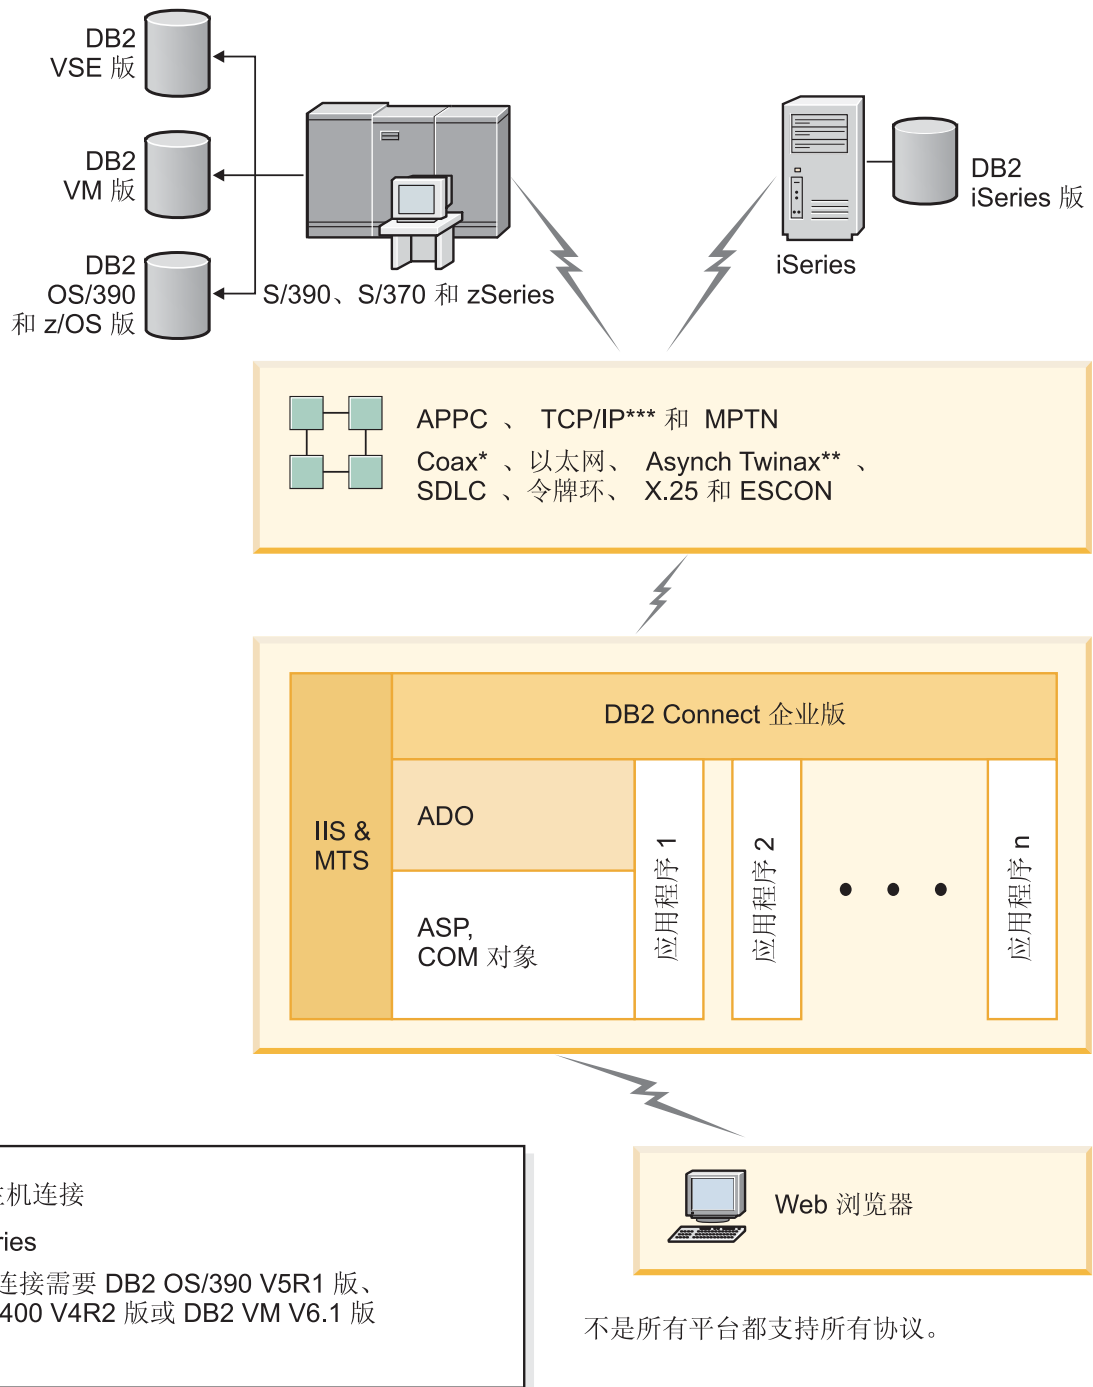 DB2
VSE 版
DB2
VM 版
DB2
OS/390
和 z/OS 版
S/390、S/370 和 zSeries
iSeries
DB2
iSeries 版
APPC 、 TCP/IP*** 和 MPTN
Coax* 、以太网、 Asynch Twinax** 、
SDLC 、令牌环、 X.25 和 ESCON
DB2 Connect 企业版
IIS &
MTS
ADO
ASP,
COM 对象
应用程序 1
应用程序 2
• • •
应用程序 n
Web 浏览器
机连接
ries
连接需要 DB2 OS/390 V5R1 版、
400 V4R2 版或 DB2 VM V6.1 版
不是所有平台都支持所有协议。